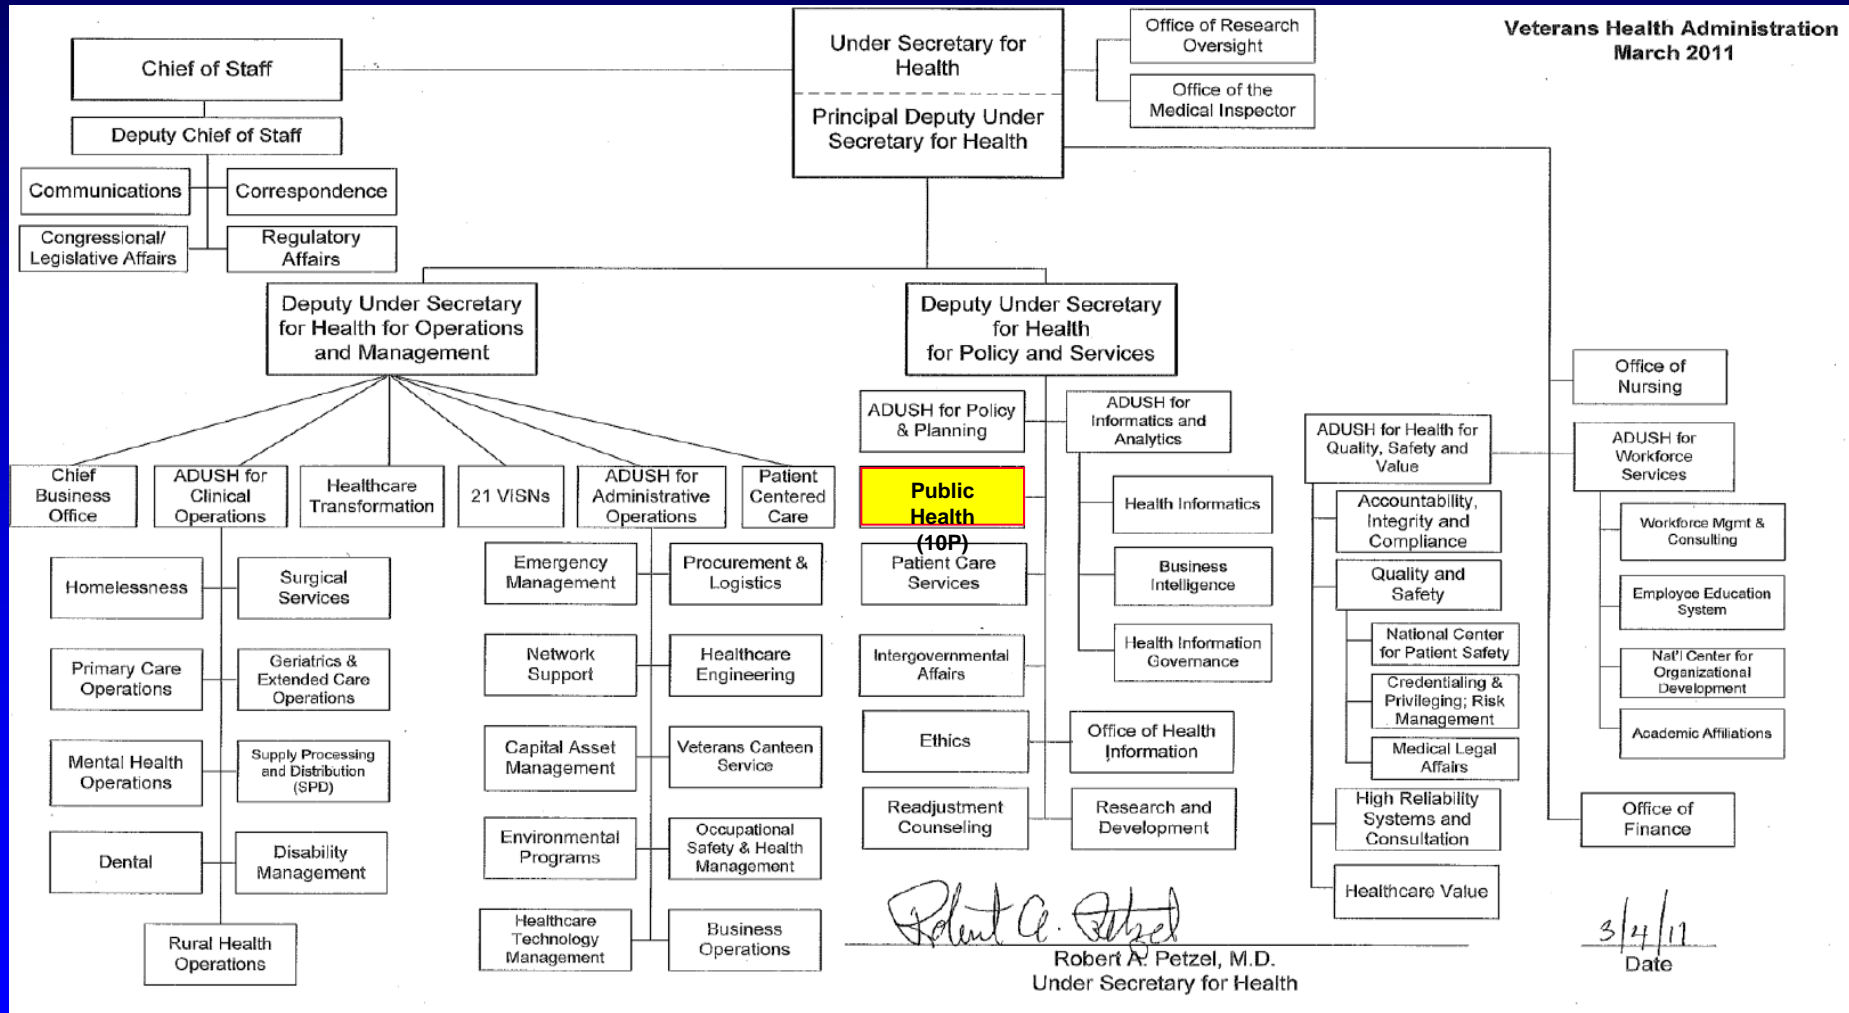 Veterans Health Administration
March 2011
Under Secretary for
Health
Principal Deputy Under
Secretary for Health
Office of Research
Oversight
Office of the
Medical Inspector
Chief of Staff
Deputy Chief of Staff
Communications
Correspondence
Congressional/
Legislative Affairs
Regulatory
Affairs
Deputy Under Secretary
for Health for Operations
and Management
Deputy Under Secretary
for Health
for Policy and Services
Chief
Business
Office
ADUSH for
Clinical
Operations
Healthcare
Transformation
21 VISNs
ADUSH for
Administrative
Operations
Patient
Centered
Care
Homelessness
Surgical
Services
Primary Care
Operations
Geriatrics &
Extended Care
Operations
Mental Health
Operations
Supply Processing
and Distribution
(SPD)
Dental
Disability
Management
Rural Health
Operations
Emergency
Management
Procurement &
Logistics
Network
Support
Healthcare
Engineering
Capital Asset
Management
Veterans Canteen
Service
Environmental
Programs
Occupational
Safety & Health
Management
Healthcare
Technology
Management
Business
Operations
ADUSH for Policy
& Planning
ADUSH for
Informatics and
Analytics
Public
Health
(10P)
Health Informatics
Patient Care
Services
Business
Intelligence
Intergovernmental
Affairs
Health Information
Governance
Ethics
Office of Health
Information
Readjustment
Counseling
Research and
Development
ADUSH for Health for
Quality, Safety and
Value
Accountability,
Integrity and
Compliance
Quality and
Safety
National Center
for Patient Safety
Credentialing &
Privileging; Risk
Management
Medical Legal
Affairs
High Reliability
Systems and
Consultation
Healthcare Value
Office of
Nursing
ADUSH for
Workforce
Services
Workforce Mgmt &
Consulting
Employee Education
System
Nat'l Center for
Organizational
Development
Academic Affiliations
Office of
Finance
Robert A. Petzel
Robert A. Petzel, M.D.
Under Secretary for Health
3/4/11
Date